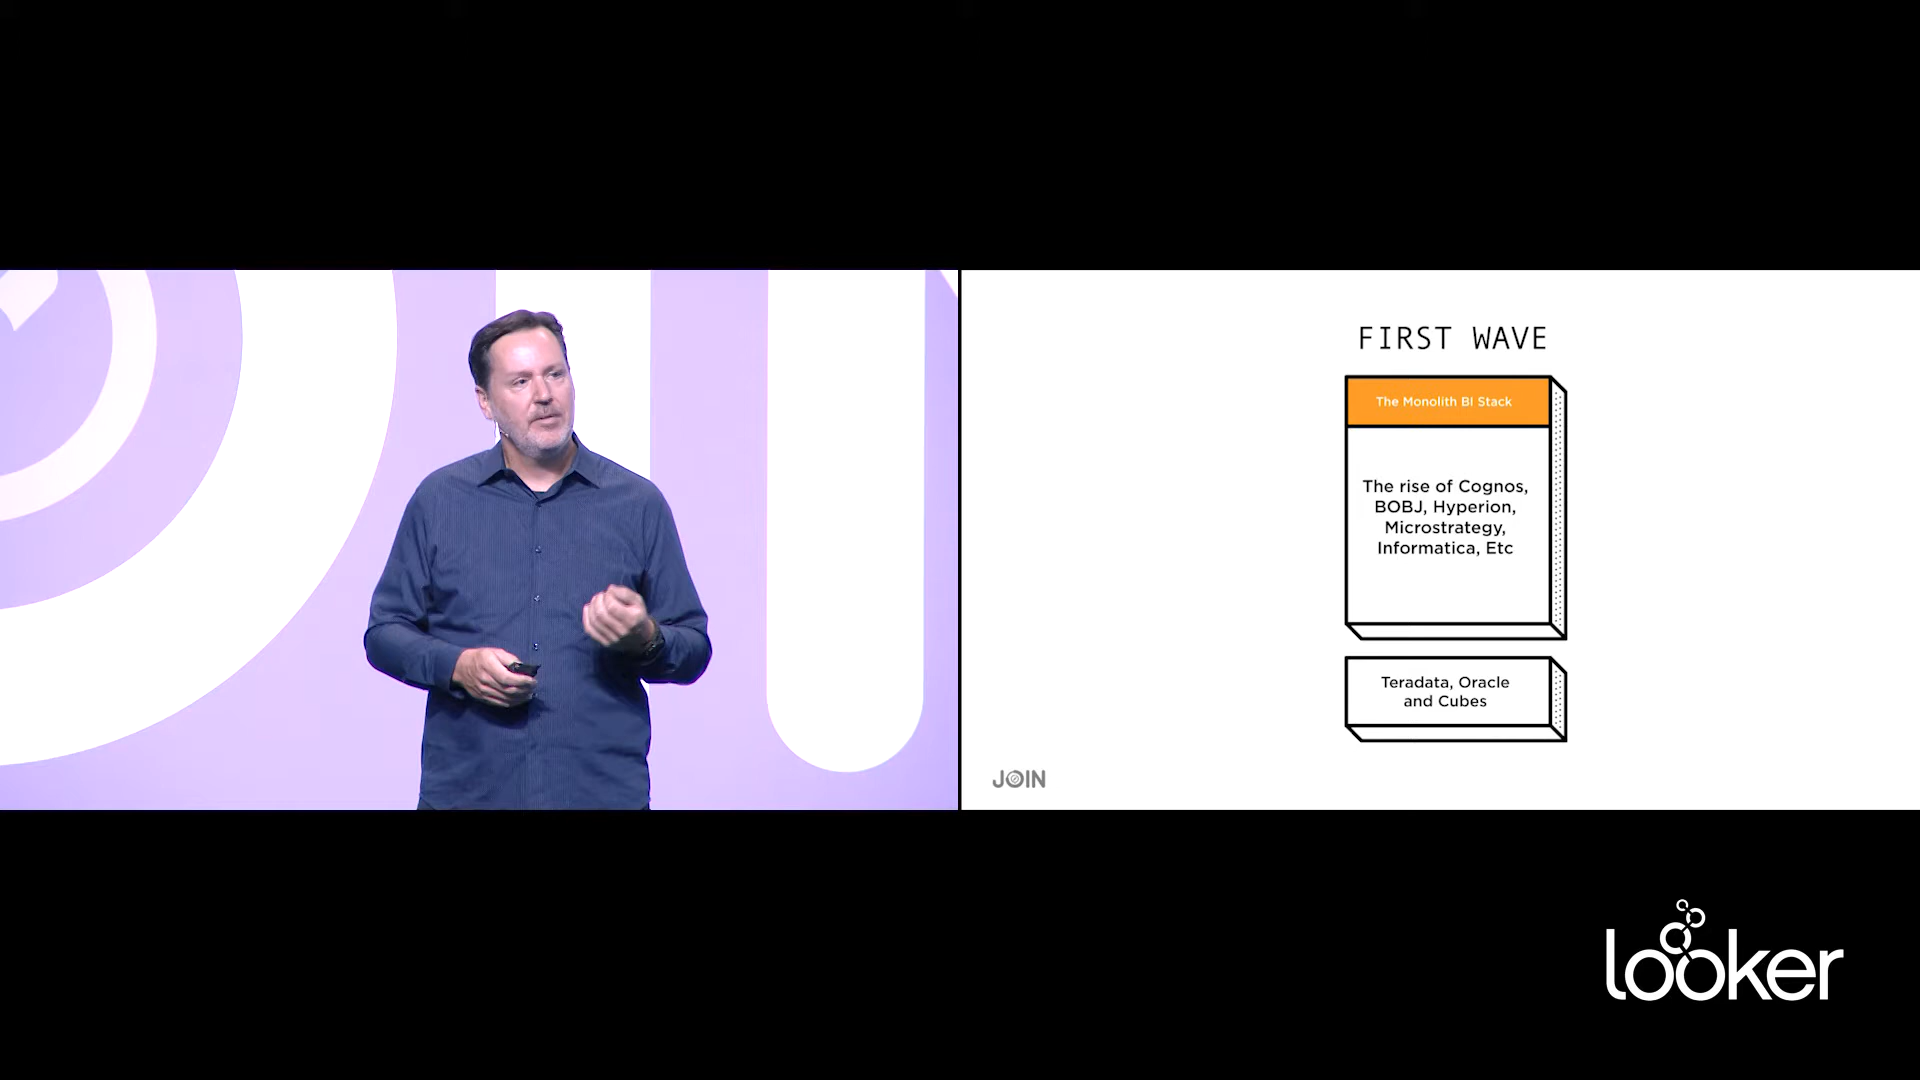 FIRST WAVE
The Monolith BI Stack
The rise of Cognos,
BOBJ, Hyperion,
Microstrategy,
Informatica, Etc
Teradata, Oracle
and Cubes
JOIN
looker